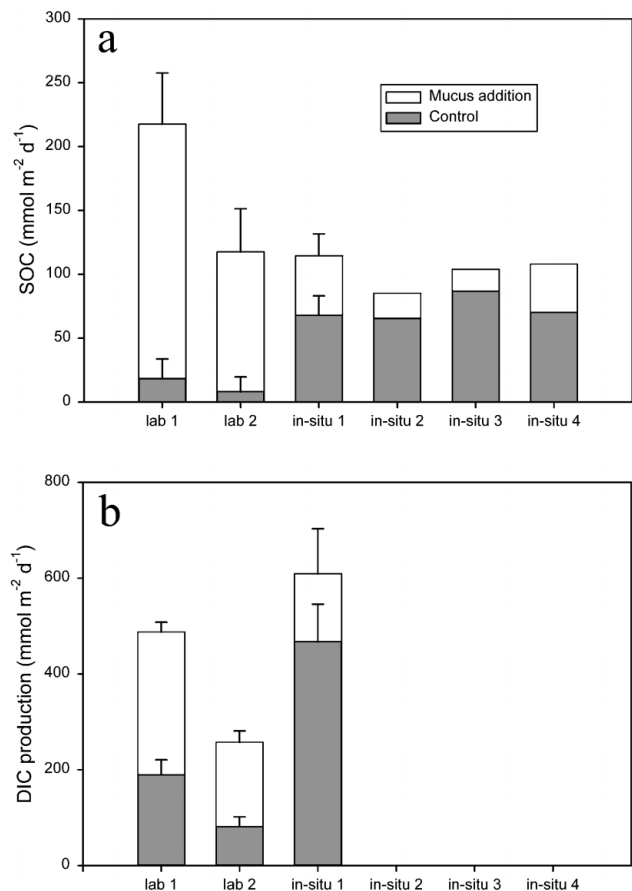 a
300
250
200
150
100
50
0
SOC (mmol m⁻² d⁻¹)
Mucus addition
Control
lab 1 lab 2 in-situ 1 in-situ 2 in-situ 3 in-situ 4
b
800
600
400
200
0
DIC production (mmol m⁻² d⁻¹)
lab 1 lab 2 in-situ 1 in-situ 2 in-situ 3 in-situ 4